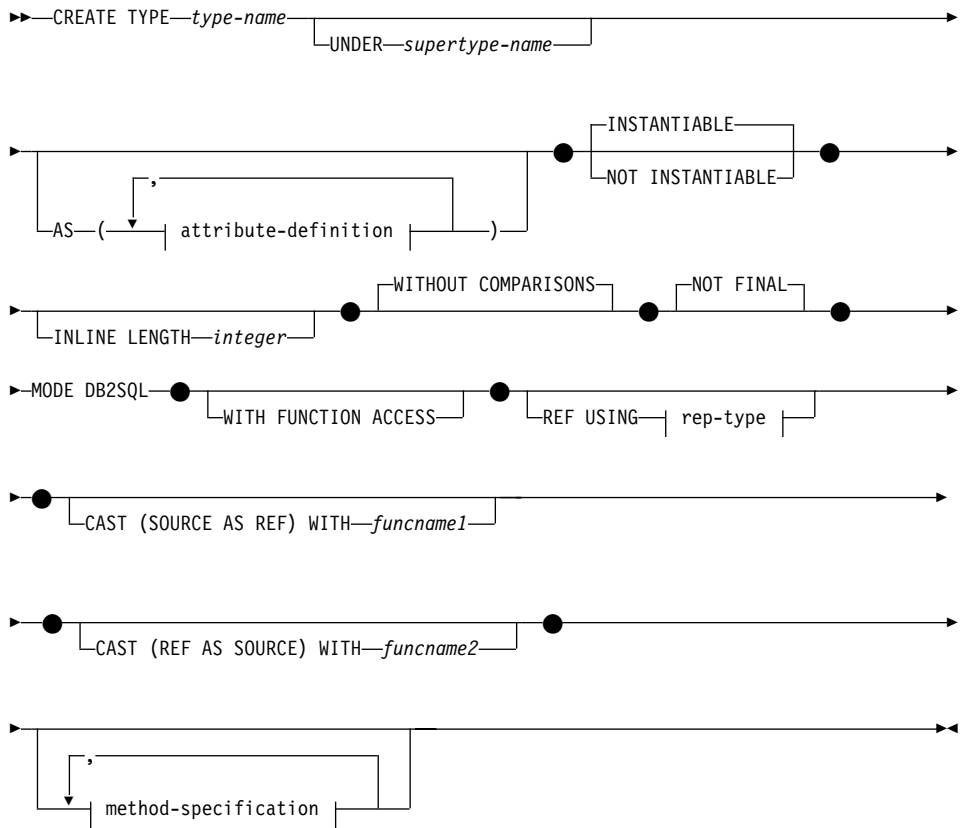 CREATE TYPE type-name
UNDER supertype-name
,
AS ( attribute-definition )
INSTANTIABLE
NOT INSTANTIABLE
INLINE LENGTH integer
WITHOUT COMPARISONS
NOT FINAL
MODE DB2SQL
WITH FUNCTION ACCESS
REF USING rep-type
CAST (SOURCE AS REF) WITH funcname1
CAST (REF AS SOURCE) WITH funcname2
,
method-specification